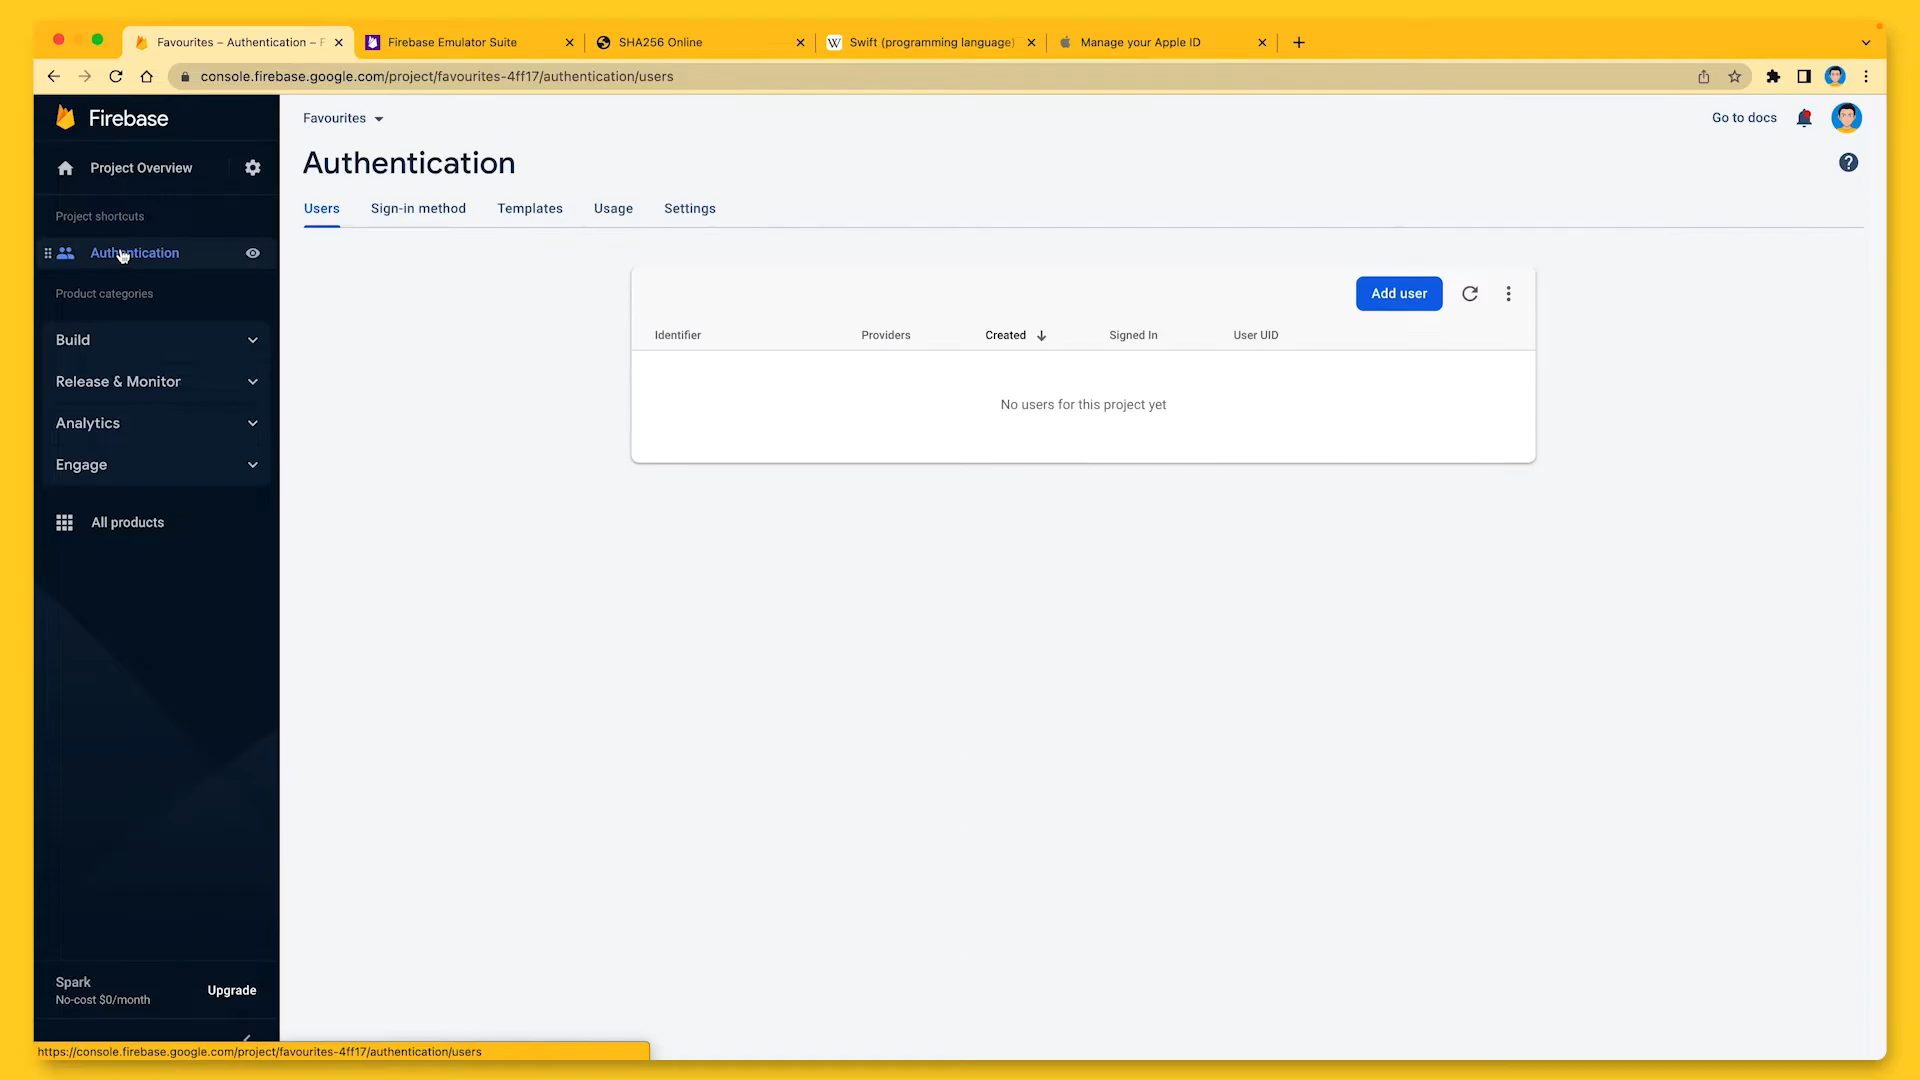 Favourites – Authentication – F
Firebase Emulator Suite
SHA256 Online
Swift (programming language)
Manage your Apple ID
console.firebase.google.com/project/favourites-4ff17/authentication/users
Firebase
Favourites
Go to docs
Project Overview
Authentication
Users
Sign-in method
Templates
Usage
Settings
Project shortcuts
Authentication
Product categories
Build
Release & Monitor
Analytics
Engage
All products
Add user
Identifier
Providers
Created
Signed In
User UID
No users for this project yet
Spark
No-cost $0/month
Upgrade
https://console.firebase.google.com/project/favourites-4ff17/authentication/users